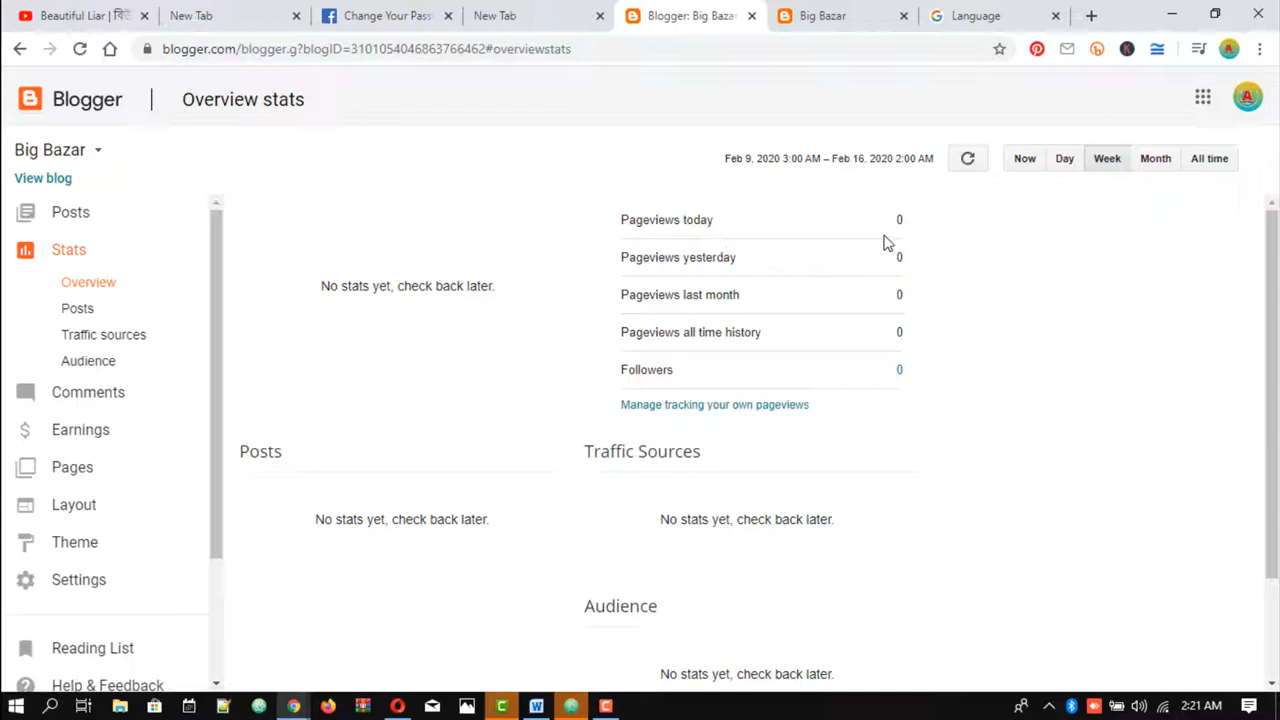 Beautiful Liar |
New Tab
Change Your Pass
New Tab
Blogger: Big Bazar
Big Bazar
Language
blogger.com/blogger.g?blogID=3101054046863766462#overviewstats
Blogger
Overview stats
A
Big Bazar
View blog
Feb 9, 2020 3:00 AM – Feb 16, 2020 2:00 AM
Now
Day
Week
Month
All time
Posts
Stats
Overview
Posts
Traffic sources
Audience
Comments
Earnings
Pages
Layout
Theme
Settings
Reading List
Help & Feedback
No stats yet, check back later.
Pageviews today 0
Pageviews yesterday 0
Pageviews last month 0
Pageviews all time history 0
Followers 0
Manage tracking your own pageviews
Posts
No stats yet, check back later.
Traffic Sources
No stats yet, check back later.
Audience
No stats yet, check back later.
2:21 AM